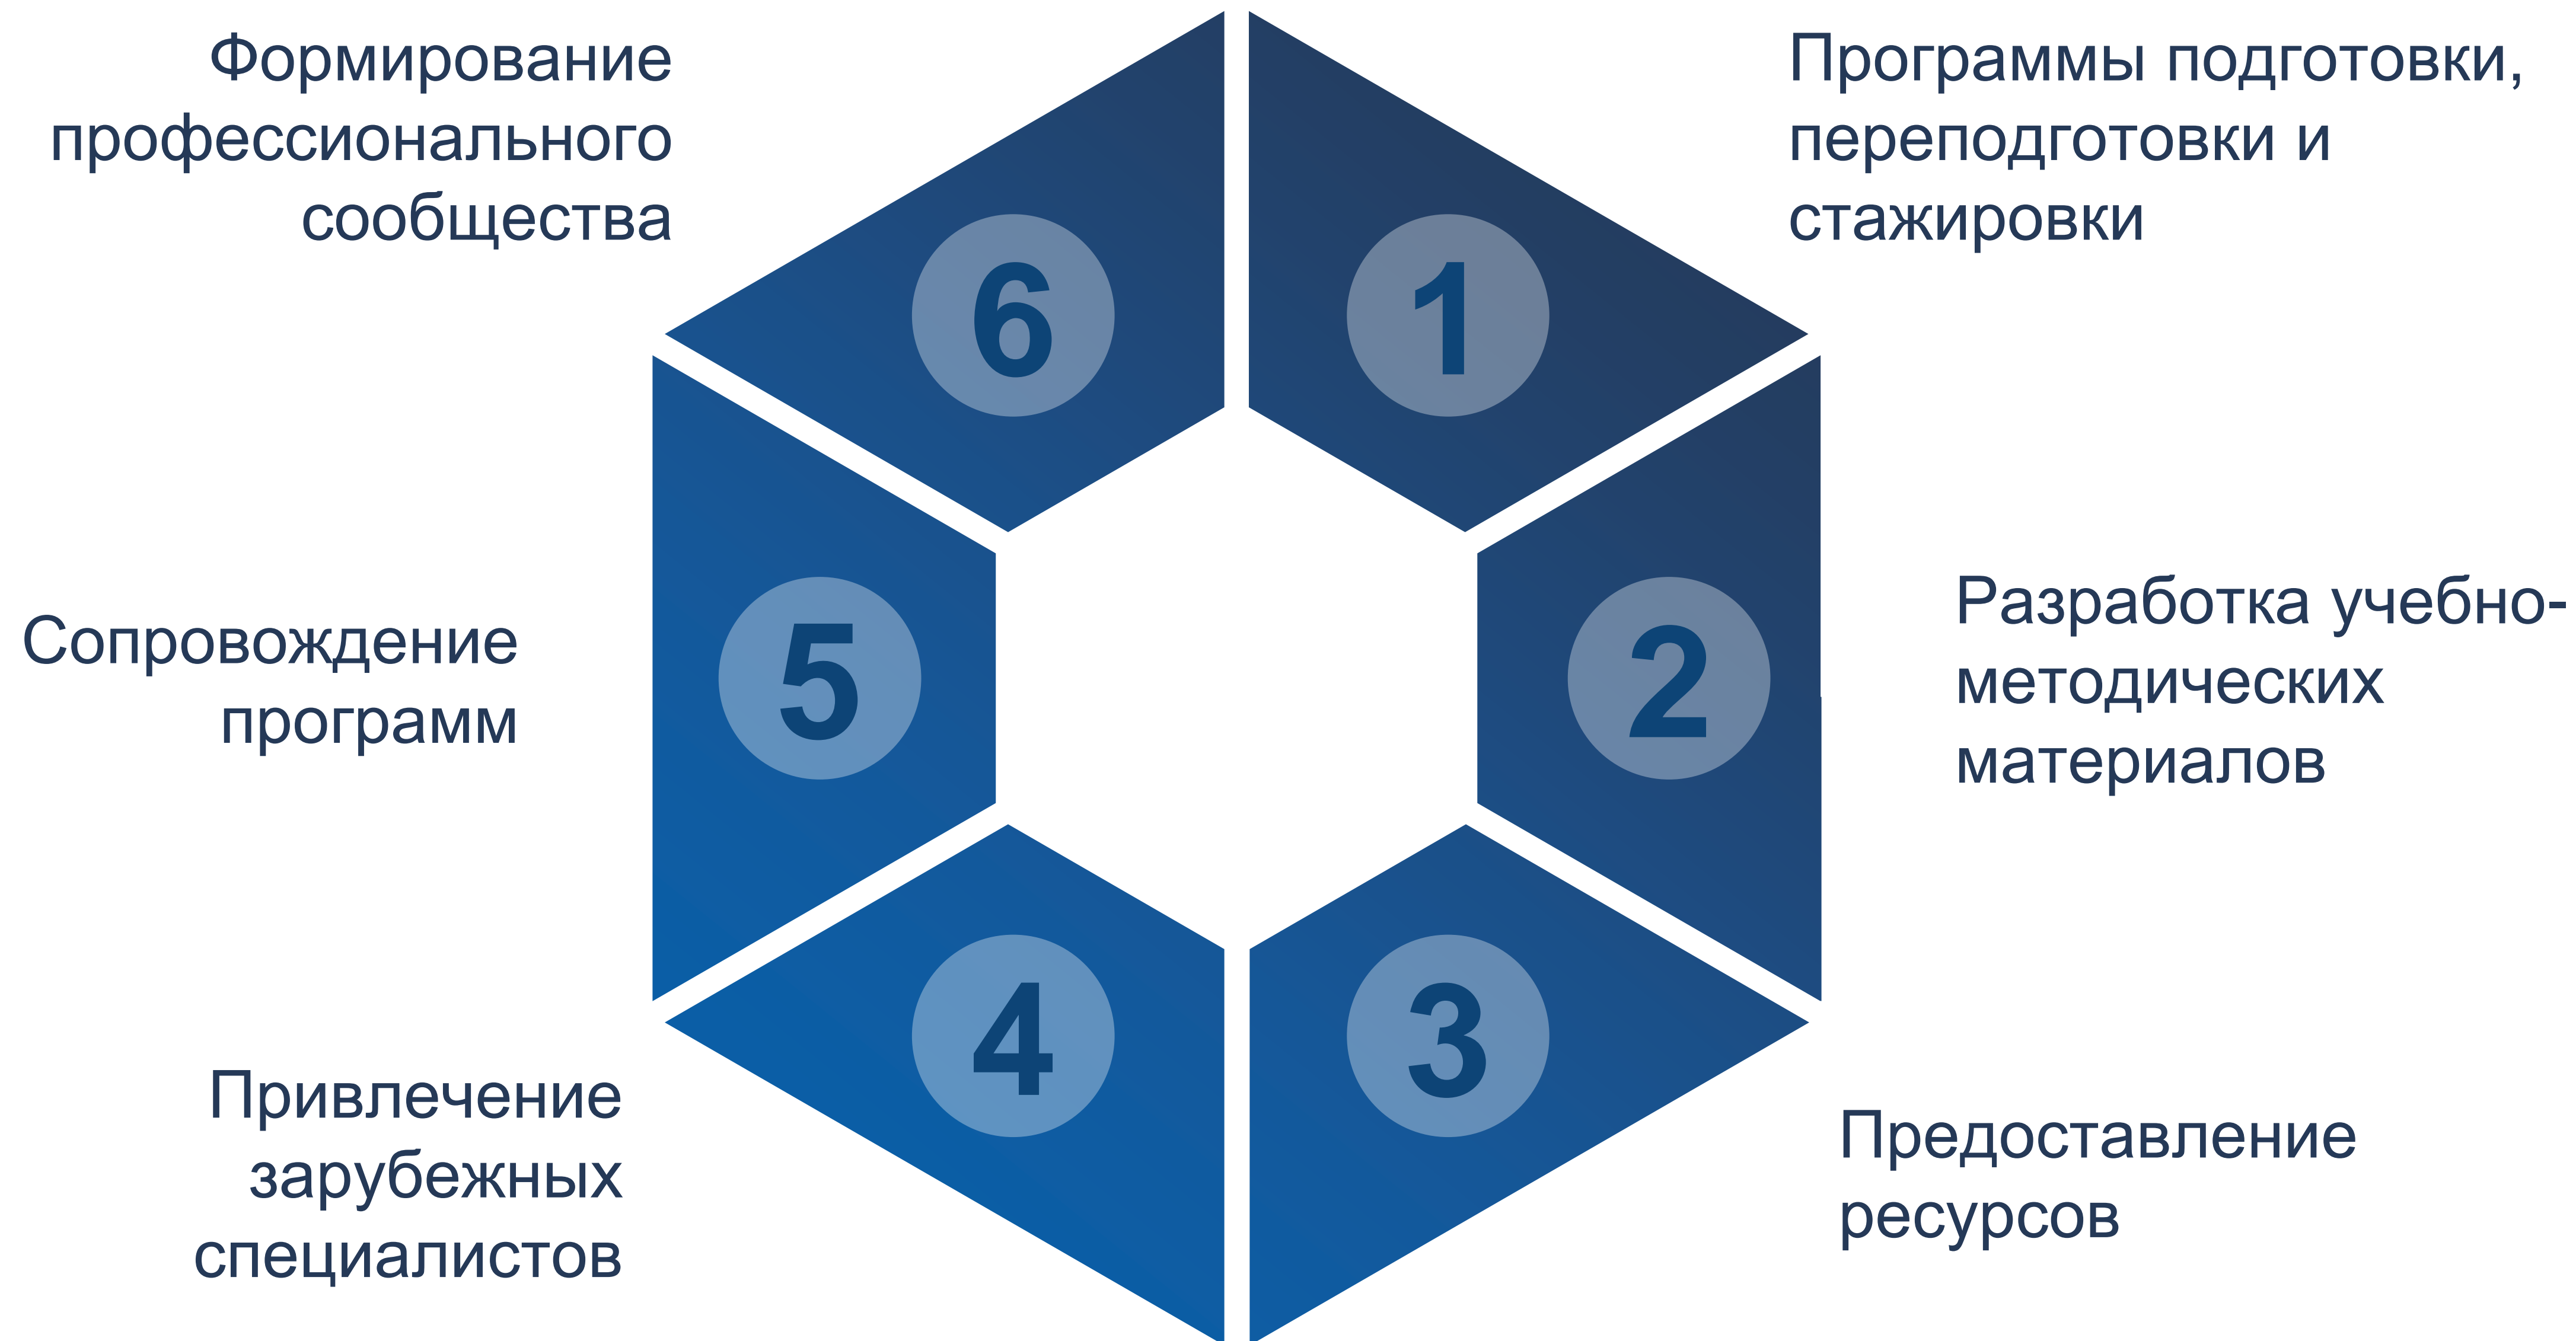 Формирование
профессионального
сообщества
6
1
Программы подготовки,
переподготовки и
стажировки
Сопровождение
программ
5
2
Разработка учебно-
методических
материалов
Привлечение
зарубежных
специалистов
4
3
Предоставление
ресурсов